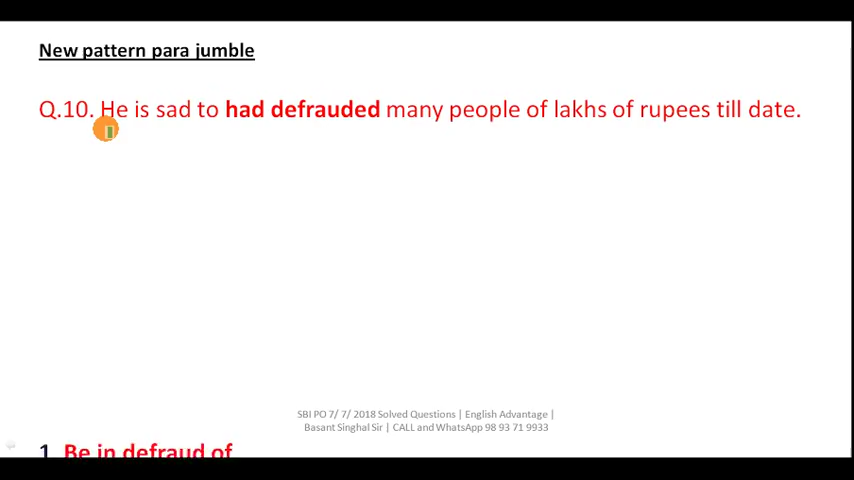 New pattern para jumble
Q.10. He is sad to had defrauded many people of lakhs of rupees till date.
SBI PO 7/ 7/ 2018 Solved Questions | English Advantage |
Basant Singhal Sir | CALL and WhatsApp 98 93 71 9933
1. Be in defraud of